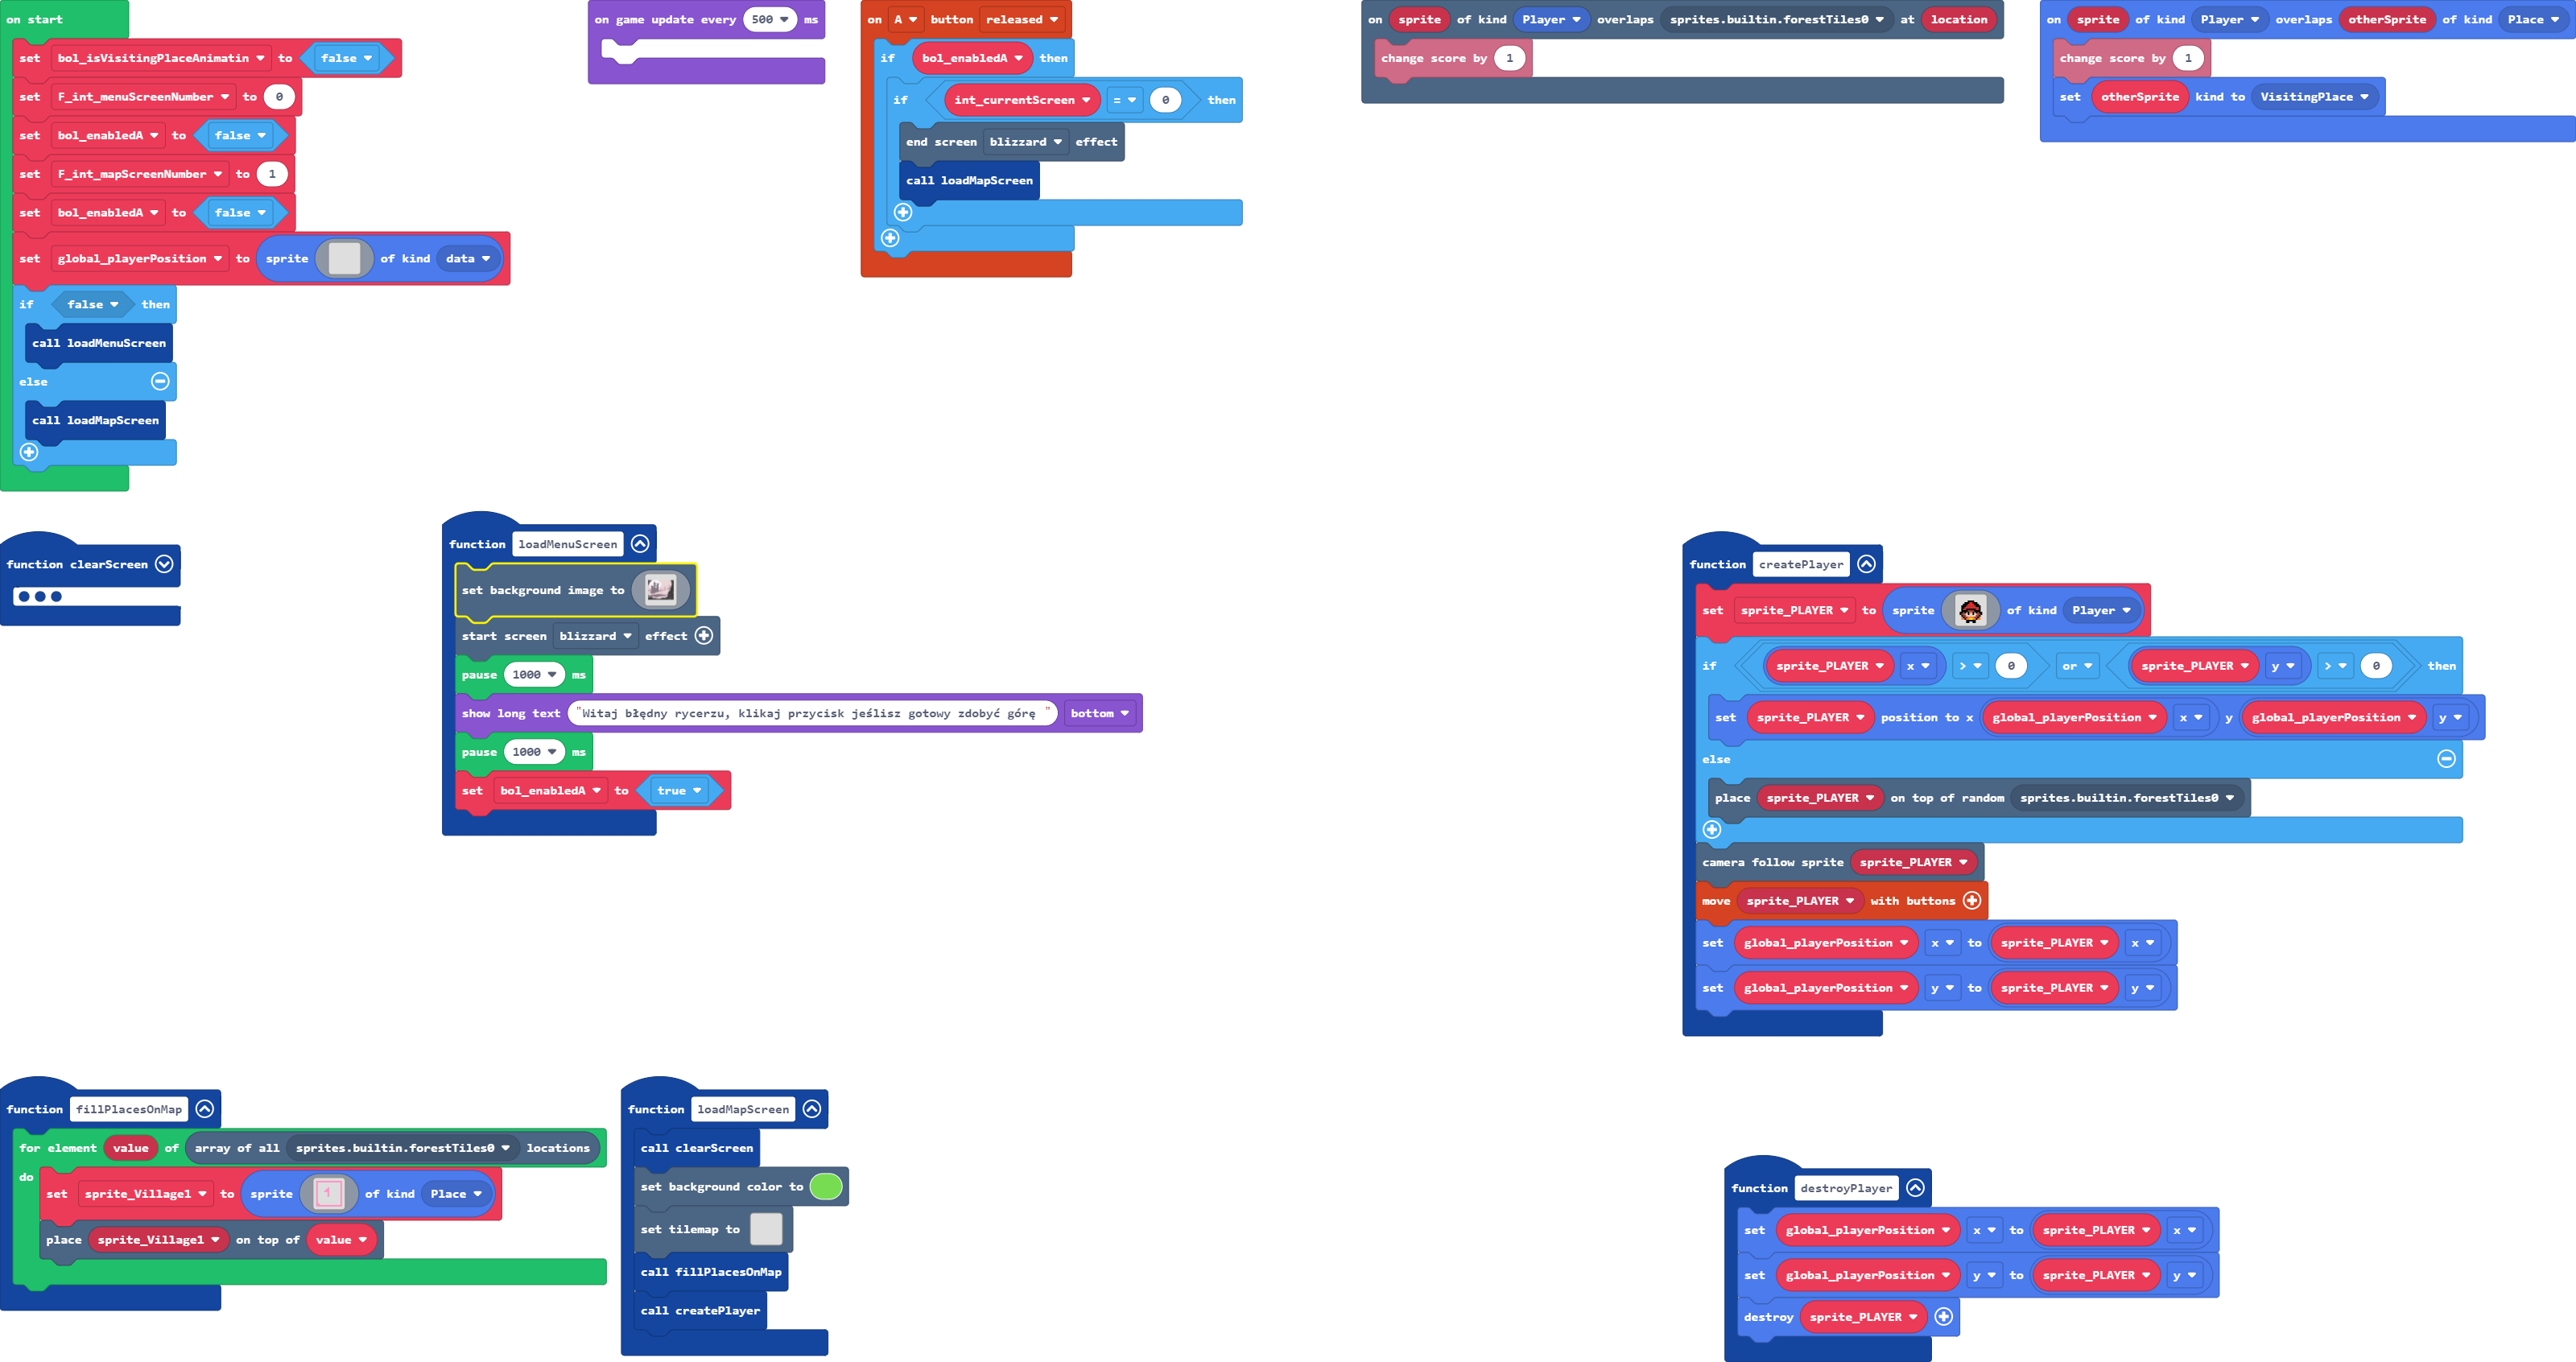 on start
set bol_isVisitingPlaceAnimatin to false
set F_int_menuScreenNumber to 0
set bol_enabledA to false
set F_int_mapScreenNumber to 1
set bol_enabledA to false
set global_playerPosition to sprite of kind data
if false then
call loadMenuScreen
else
call loadMapScreen
on game update every 500 ms
on A button released
if bol_enabledA then
if int_currentScreen = 0 then
end screen blizzard effect
call loadMapScreen
on sprite of kind Player overlaps sprites.builtin.forestTiles0 at location
change score by 1
on sprite of kind Player overlaps otherSprite of kind Place
change score by 1
set otherSprite kind to VisitingPlace
function clearScreen
function loadMenuScreen
set background image to
start screen blizzard effect
pause 1000 ms
show long text "Witaj błędny rycerzu, klikaj przycisk jeślisz gotowy zdobyć górę " bottom
pause 1000 ms
set bol_enabledA to true
function createPlayer
set sprite_PLAYER to sprite of kind Player
if sprite_PLAYER x > 0 or sprite_PLAYER y > 0 then
set sprite_PLAYER position to x global_playerPosition x y global_playerPosition y
else
place sprite_PLAYER on top of random sprites.builtin.forestTiles0
camera follow sprite sprite_PLAYER
move sprite_PLAYER with buttons
set global_playerPosition x to sprite_PLAYER x
set global_playerPosition y to sprite_PLAYER y
function fillPlacesOnMap
for element value of array of all sprites.builtin.forestTiles0 locations
do
set sprite_Village1 to sprite 1 of kind Place
place sprite_Village1 on top of value
function loadMapScreen
call clearScreen
set background color to
set tilemap to
call fillPlacesOnMap
call createPlayer
function destroyPlayer
set global_playerPosition x to sprite_PLAYER x
set global_playerPosition y to sprite_PLAYER y
destroy sprite_PLAYER